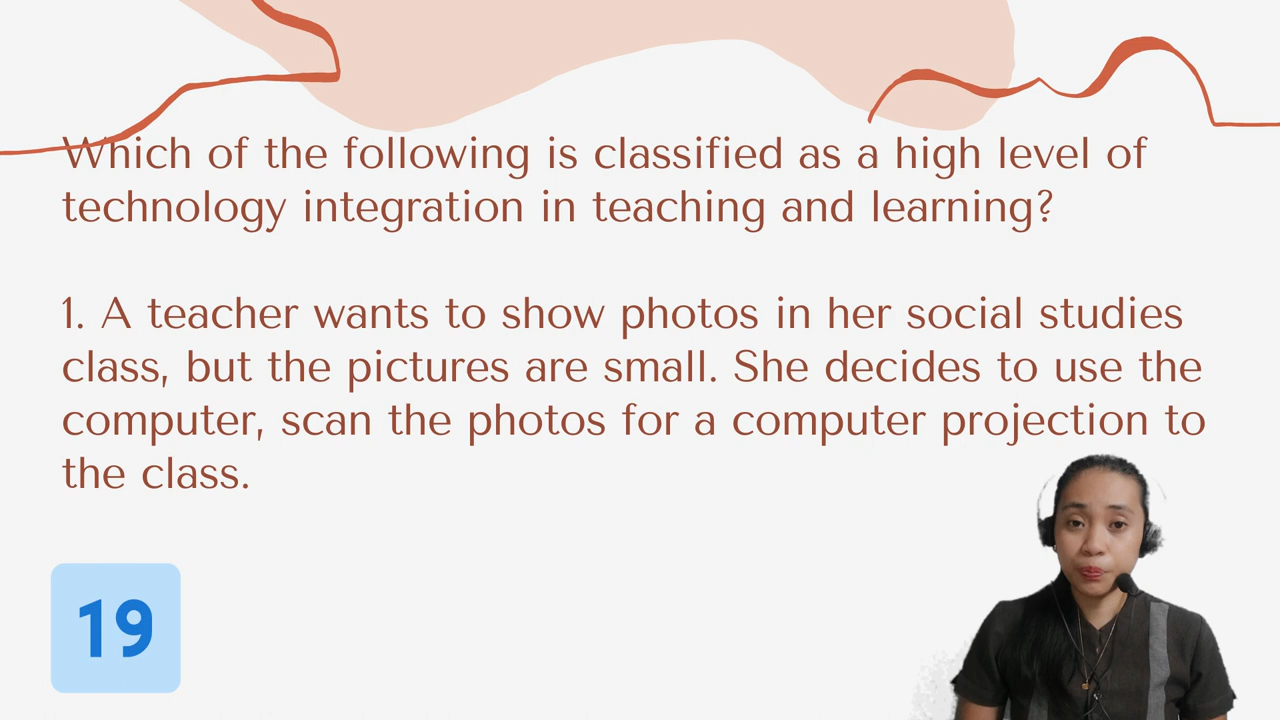 Which of the following is classified as a high level of
technology integration in teaching and learning?
1. A teacher wants to show photos in her social studies
class, but the pictures are small. She decides to use the
computer, scan the photos for a computer projection to
the class.
19